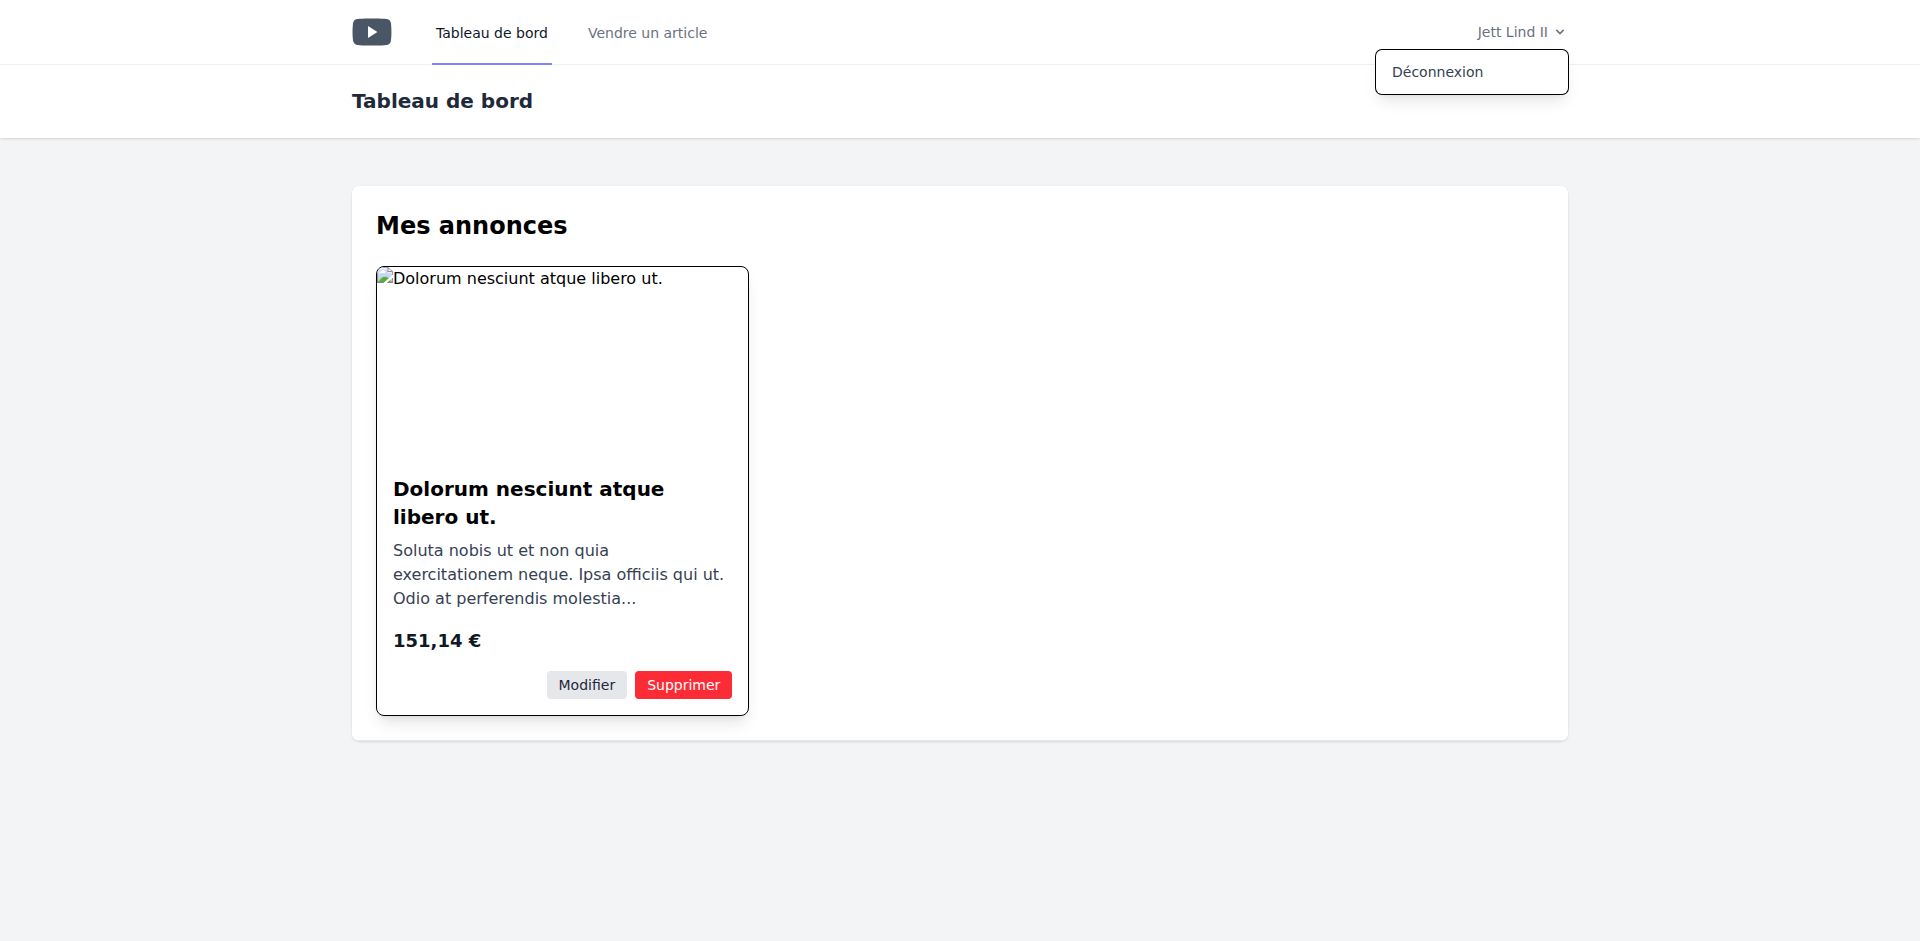 Tableau de bord
Vendre un article
Jett Lind II
Déconnexion
Tableau de bord
Mes annonces
Dolorum nesciunt atque libero ut.
Dolorum nesciunt atque
libero ut.
Soluta nobis ut et non quia
exercitationem neque. Ipsa officiis qui ut.
Odio at perferendis molestia...
151,14 €
Modifier
Supprimer